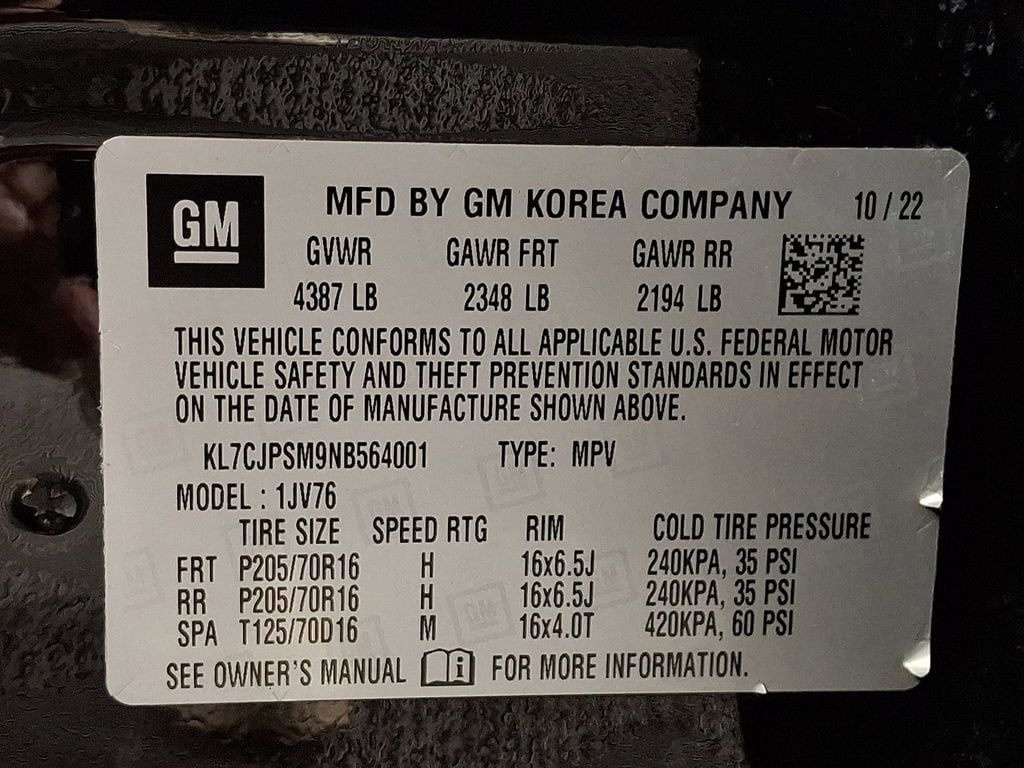 GM MFD BY GM KOREA COMPANY 10 / 22
GVWR GAWR FRT GAWR RR
4387 LB 2348 LB 2194 LB
THIS VEHICLE CONFORMS TO ALL APPLICABLE U.S. FEDERAL MOTOR
VEHICLE SAFETY AND THEFT PREVENTION STANDARDS IN EFFECT
ON THE DATE OF MANUFACTURE SHOWN ABOVE.
KL7CJPSM9NB564001 TYPE: MPV
MODEL : 1JV76
TIRE SIZE SPEED RTG RIM COLD TIRE PRESSURE
FRT P205/70R16 H 16x6.5J 240KPA, 35 PSI
RR P205/70R16 H 16x6.5J 240KPA, 35 PSI
SPA T125/70D16 M 16x4.0T 420KPA, 60 PSI
SEE OWNER'S MANUAL i FOR MORE INFORMATION.